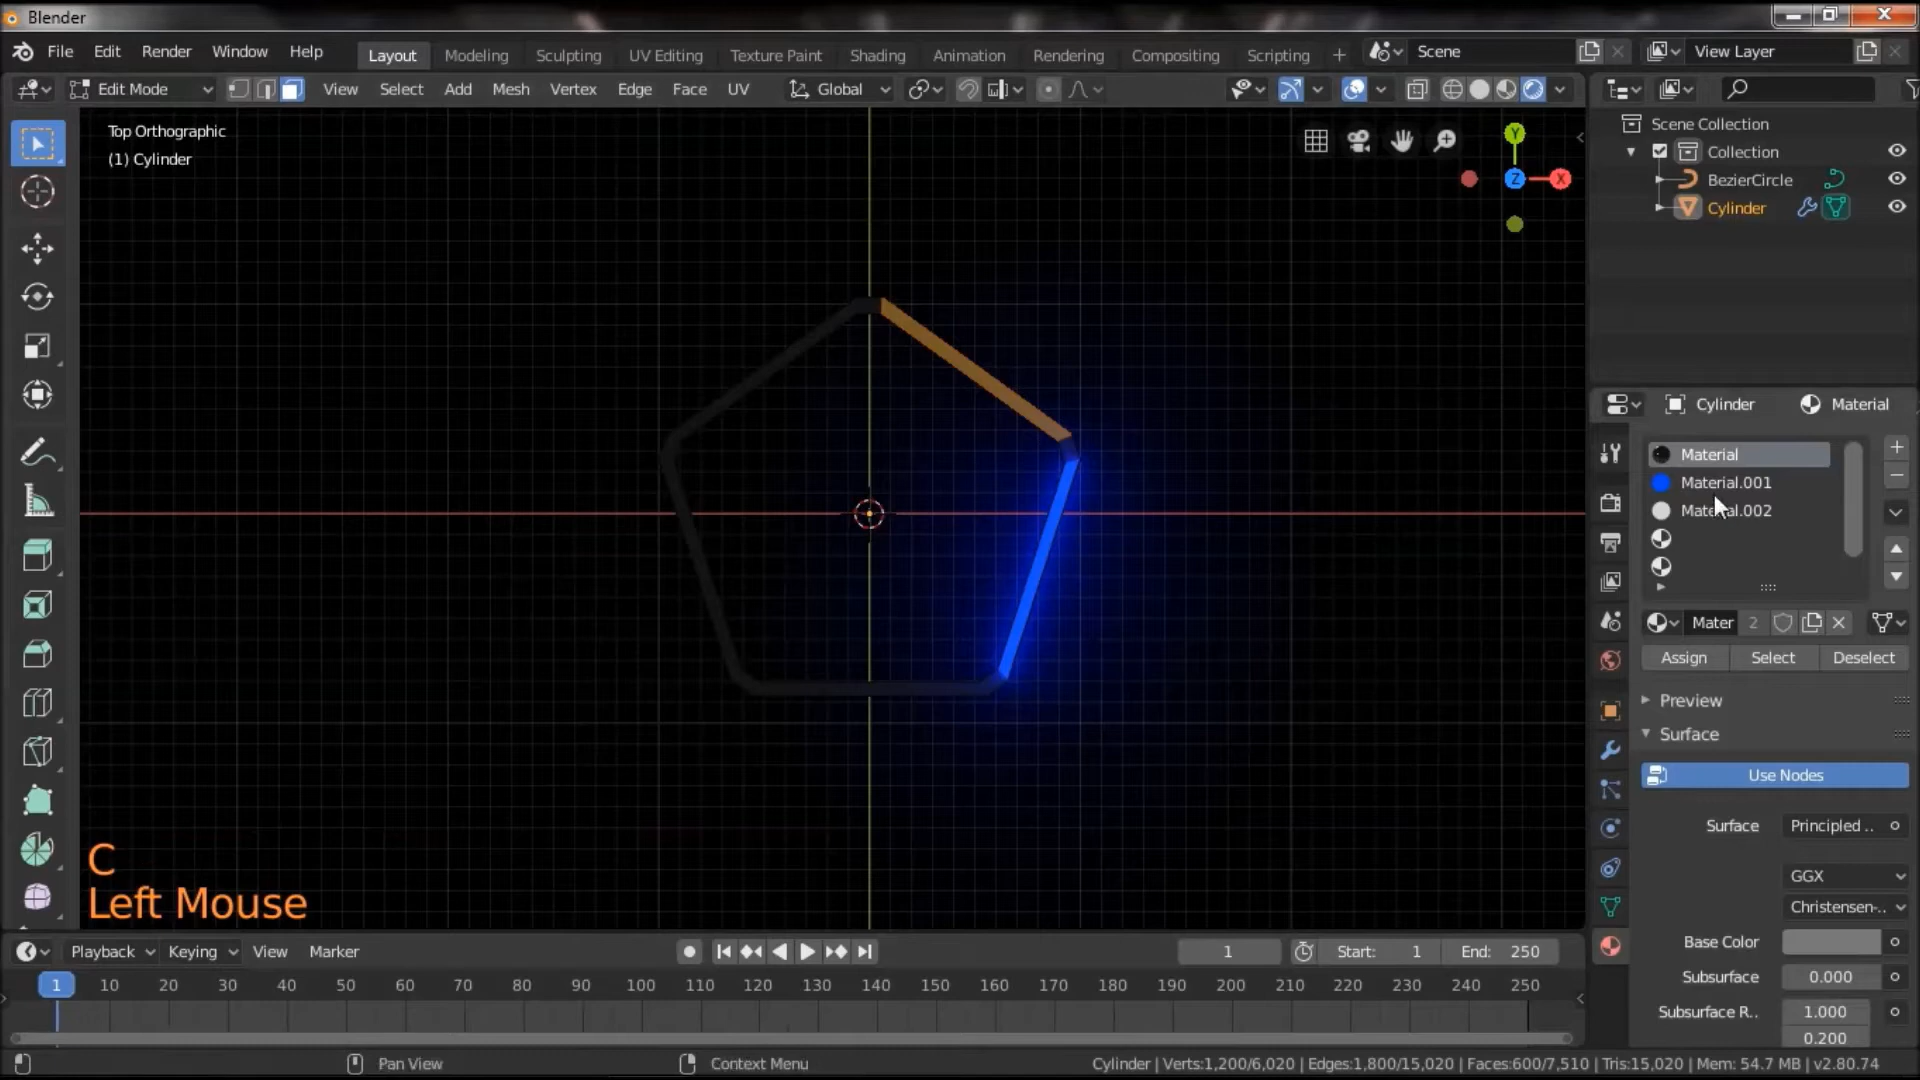 Blender
File Edit Render Window Help Layout Modeling Sculpting UV Editing Texture Paint Shading Animation Rendering Compositing Scripting + Scene View Layer
Edit Mode View Select Add Mesh Vertex Edge Face UV Global
Top Orthographic
(1) Cylinder
Y
Z
X
Scene Collection
Collection
BezierCircle
Cylinder
Cylinder Material
Material
Material.001
Material.002
Mater 2
Assign Select Deselect
Preview
Surface
Use Nodes
Surface Principled ..
GGX
Christensen-..
Base Color
Subsurface 0.000
Subsurface R.. 1.000
0.200
C
Left Mouse
Playback Keying View Marker 1 Start: 1 End: 250
1 10 20 30 40 50 60 70 80 90 100 110 120 130 140 150 160 170 180 190 200 210 220 230 240 250
Pan View Context Menu Cylinder | Verts:1,200/6,020 | Edges:1,800/15,020 | Faces:600/7,510 | Tris:15,020 | Mem: 54.7 MB | v2.80.74